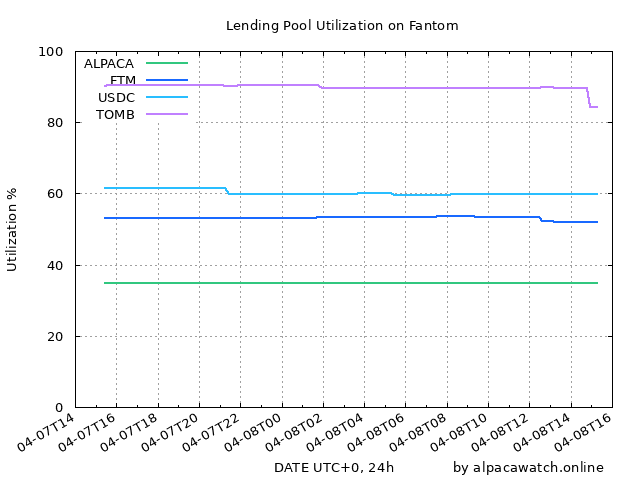 Lending Pool Utilization on Fantom
100
80
60
40
20
0
Utilization %
ALPACA
FTM
USDC
TOMB
04-07T14
04-07T16
04-07T18
04-07T20
04-07T22
04-08T00
04-08T02
04-08T04
04-08T06
04-08T08
04-08T10
04-08T12
04-08T14
04-08T16
DATE UTC+0, 24h
by alpacawatch.online